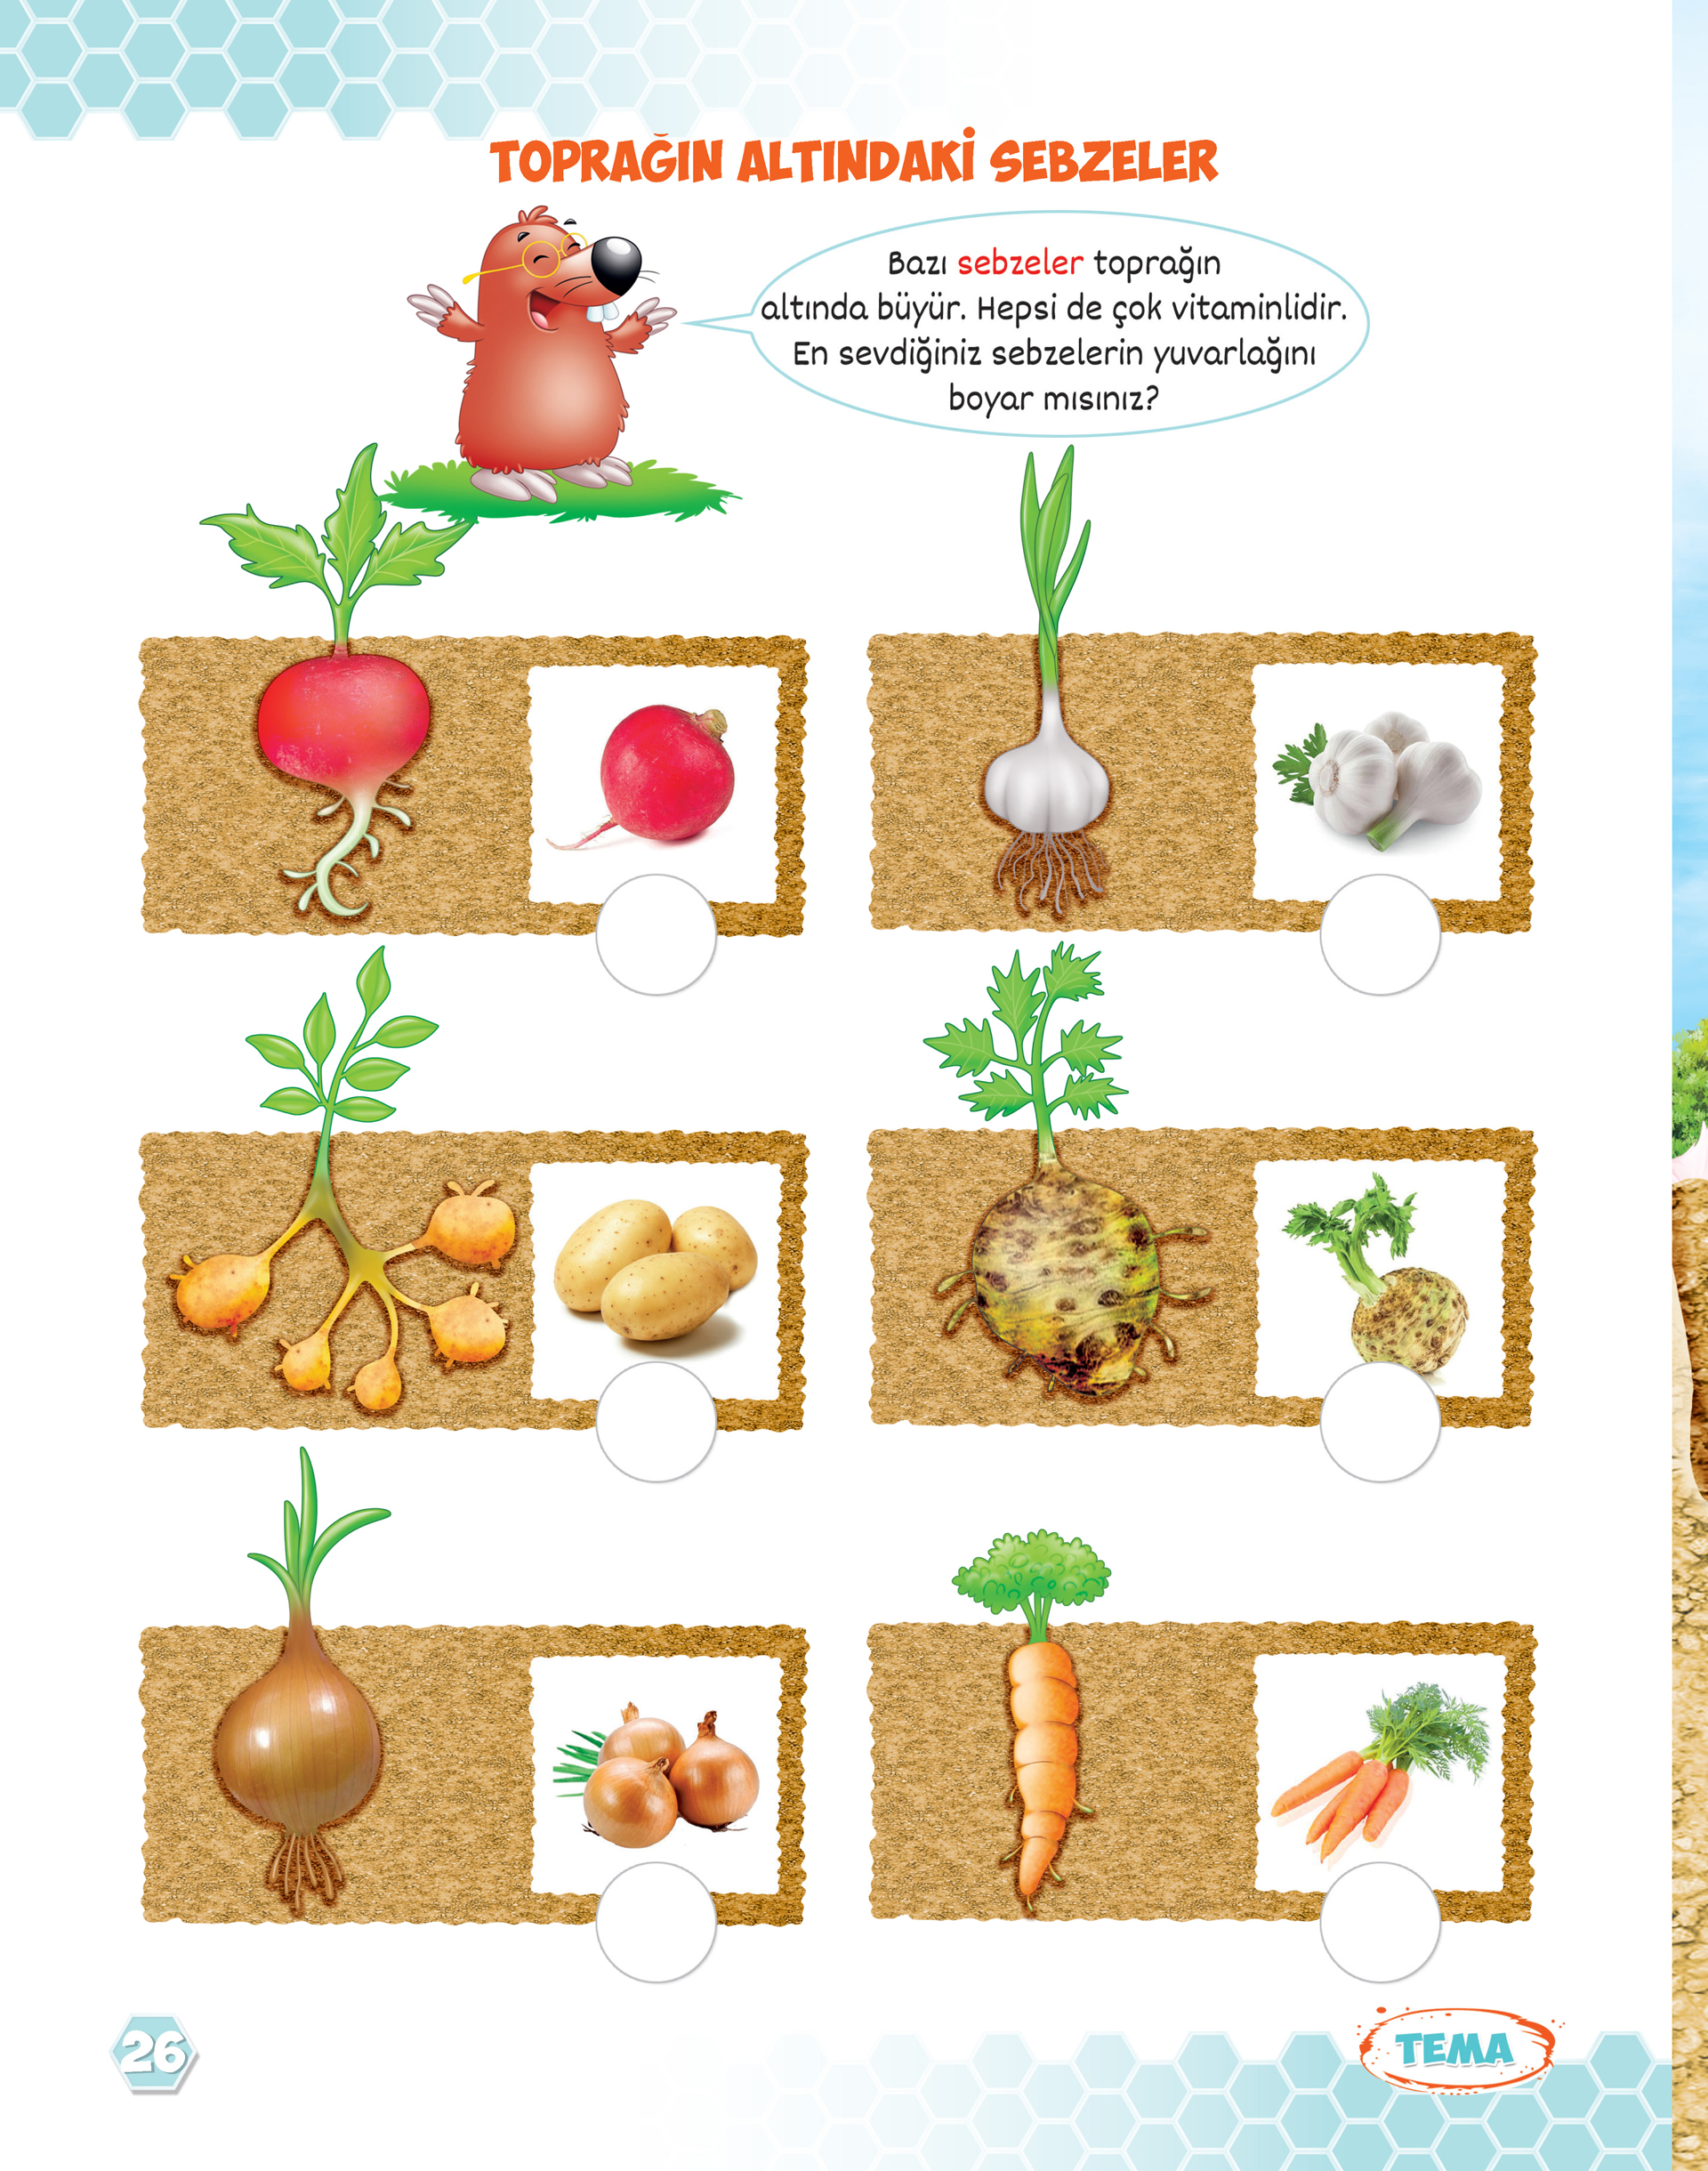 TOPRAĞIN ALTINDAKİ SEBZELER
Bazı sebzeler toprağın
altında büyür. Hepsi de çok vitaminlidir.
En sevdiğiniz sebzelerin yuvarlağını
boyar mısınız?
26
TEMA